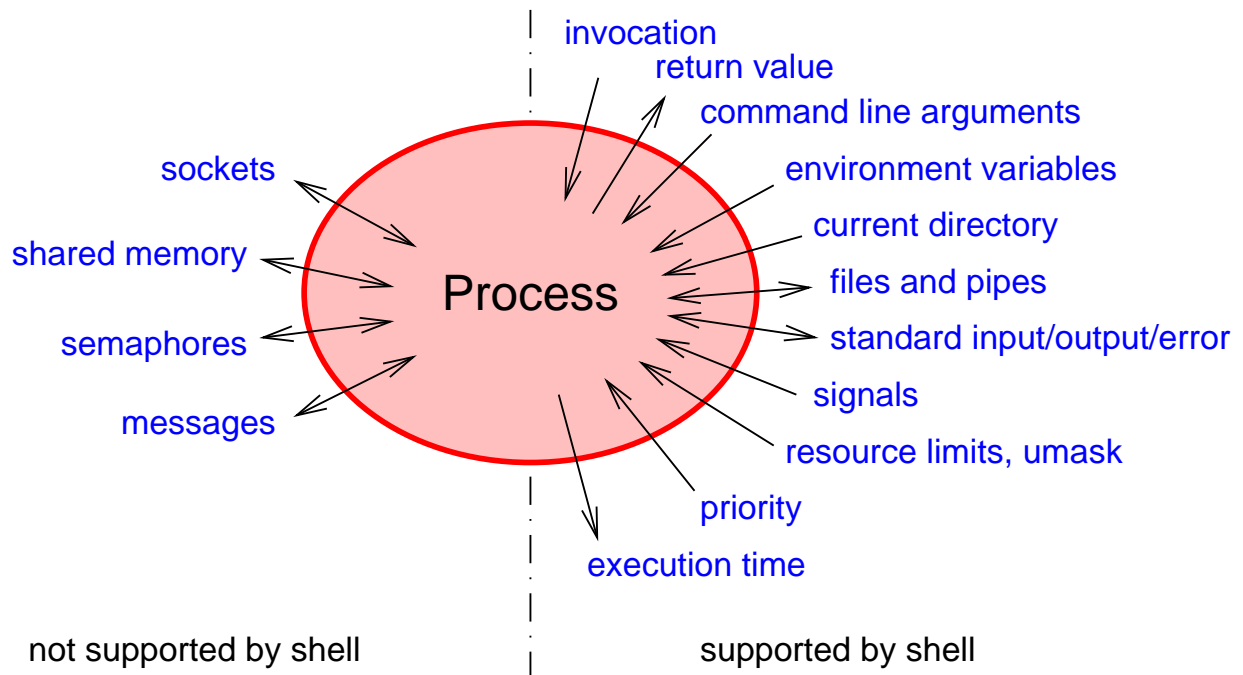 invocation
return value
command line arguments
sockets
environment variables
current directory
shared memory
files and pipes
Process
semaphores
standard input/output/error
signals
messages
resource limits, umask
priority
execution time
not supported by shell
supported by shell